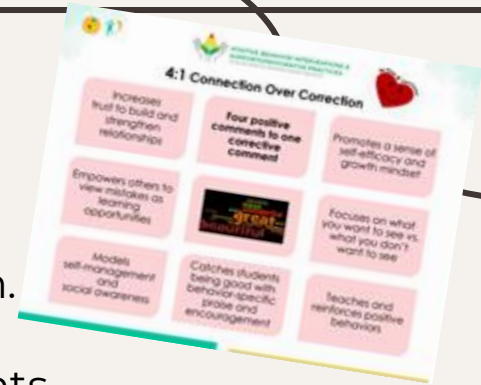 POSITIVE BEHAVIOR INTERVENTIONS &
4:1 Connection Over Correction
Increases
trust to build and
strengthen
relationships
Four positive
comments to one
corrective
comment
Promotes a sense of
self-efficacy and
growth mindset
Empowers others to
view mistakes as
learning
opportunities
great
beautiful
Focuses on what
you want to see vs.
what you don't
want to see
Models
self-management
and
social awareness
Catches students
being good with
behavior-specific
praise and
encouragement
Teaches and
reinforces positive
behaviors